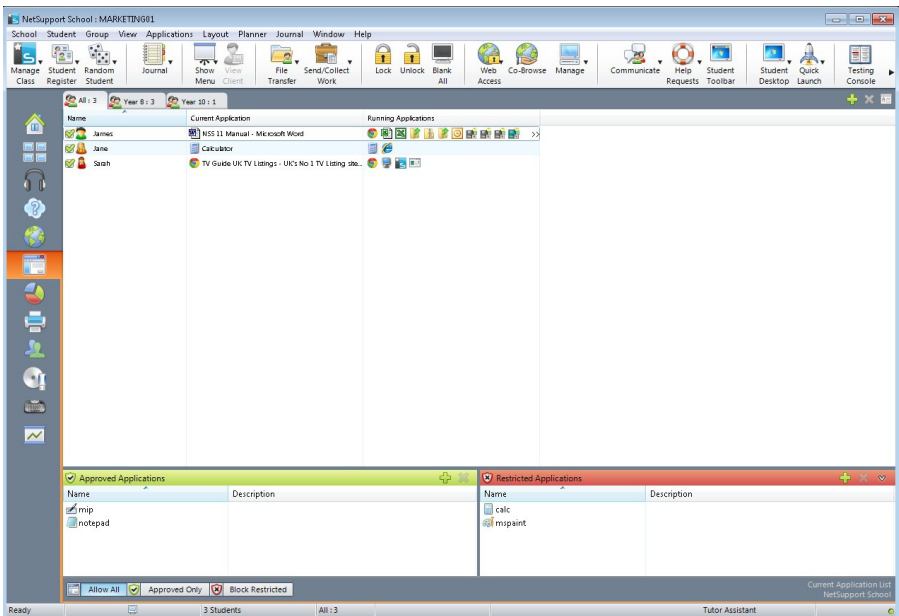 NetSupport School : MARKETING01
School Student Group View Applications Layout Planner Journal Window Help
Manage Class
Student Register
Random Student
Journal
Show Menu
View Client
File Transfer
Send/Collect Work
Lock
Unlock
Blank All
Web Access
Co-Browse
Manage
Communicate
Help Requests
Student Toolbar
Student Desktop
Quick Launch
Testing Console
All : 3 Year 8 : 3 Year 10 : 1
Name Current Application Running Applications
James NSS 11 Manual - Microsoft Word >>
Jane Calculator
Sarah TV Guide UK TV Listings - UK's No 1 TV Listing site...
Approved Applications
Name Description
mip
notepad
Restricted Applications
Name Description
calc
mspaint
Allow All Approved Only Block Restricted
Current Application List
NetSupport School
Ready 3 Students All : 3 Tutor Assistant